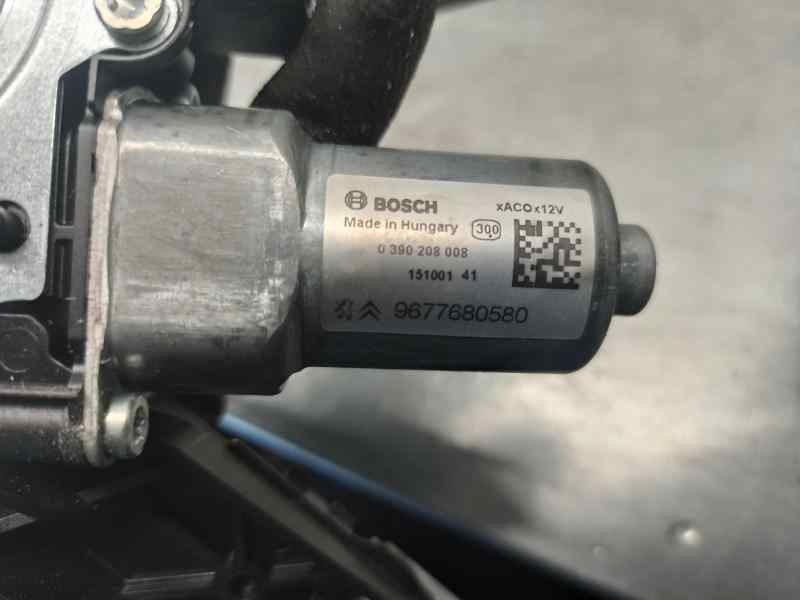 BOSCH xACOx12V
Made in Hungary 300
0 390 208 008
151001 41
9677680580